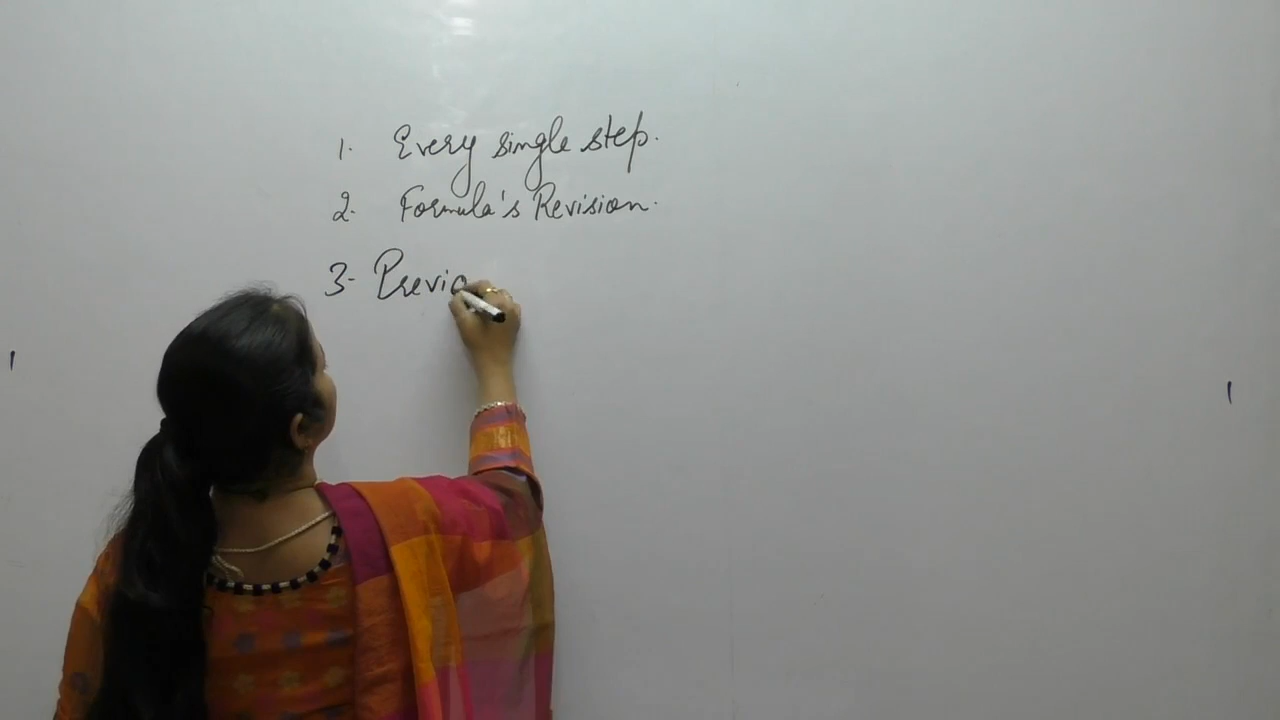 1. Every single step.
2. Formula's Revision.
3- Previo